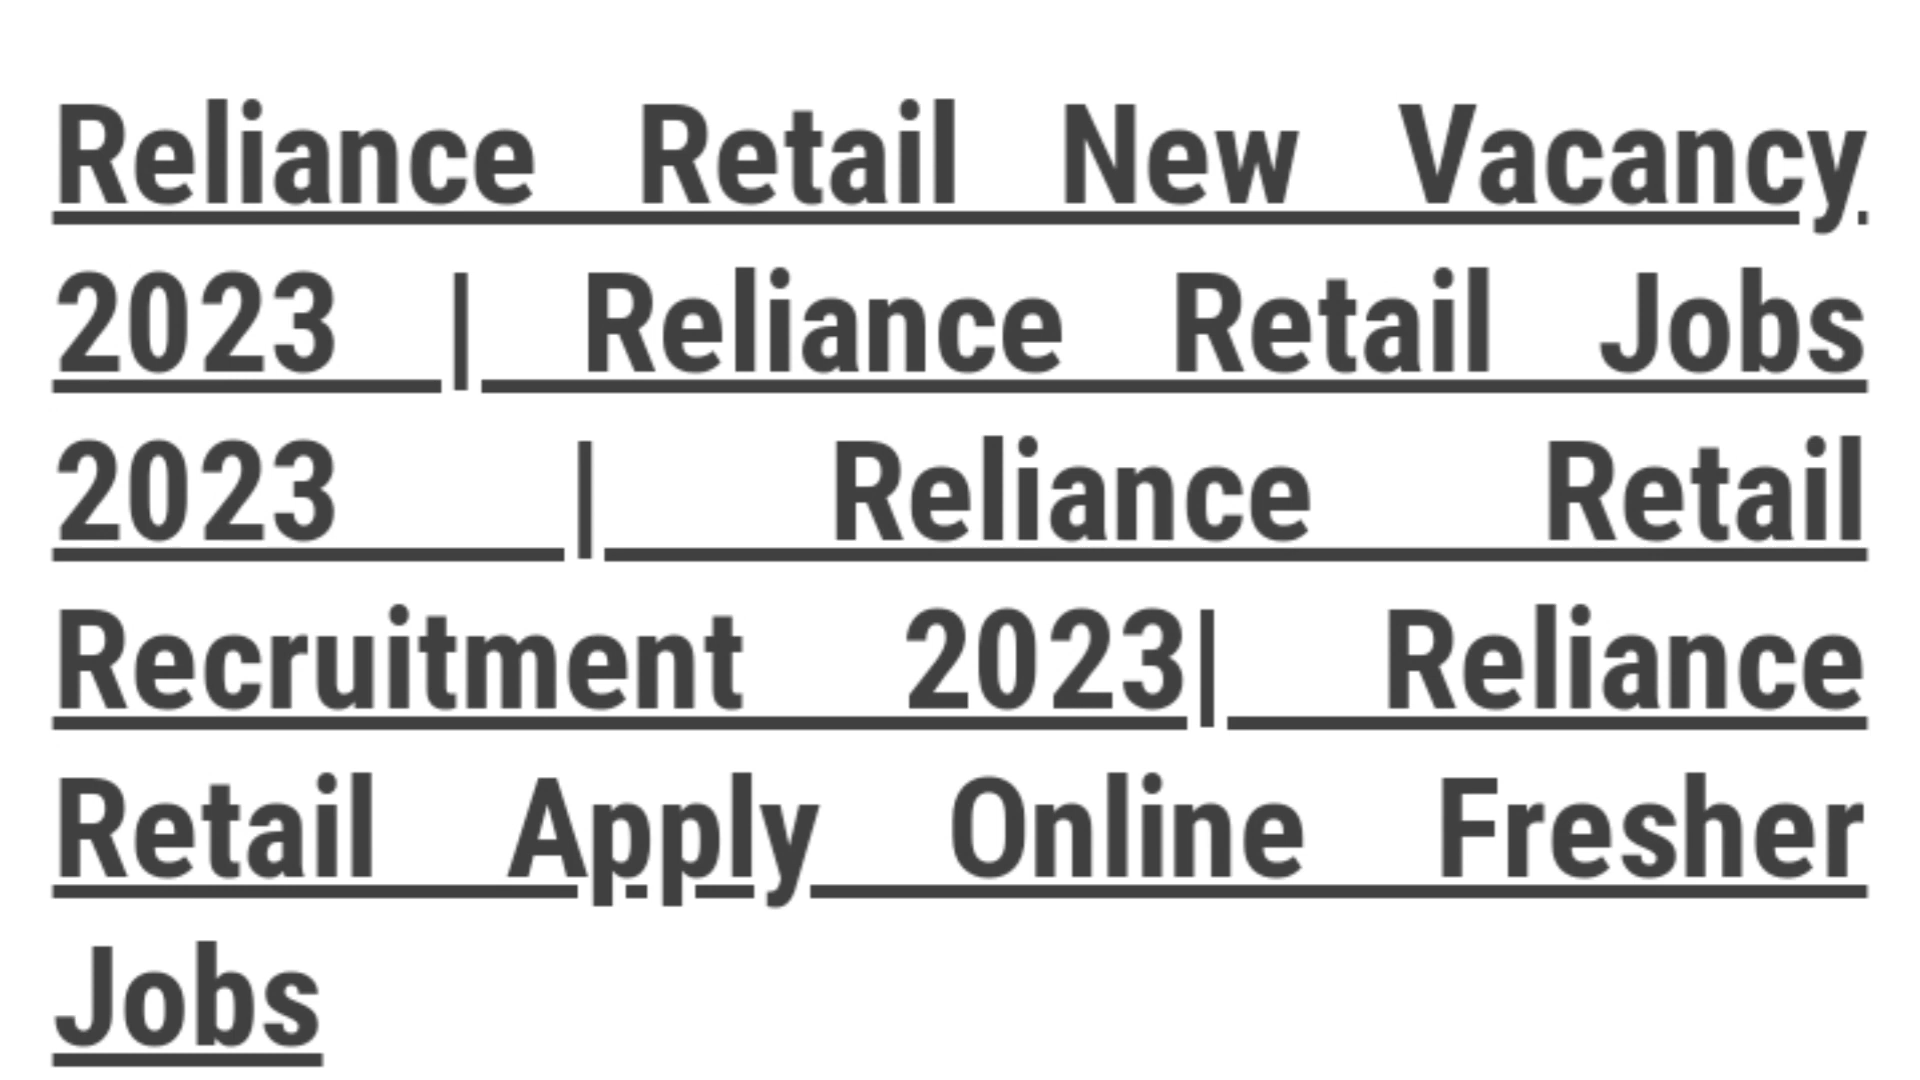 Reliance Retail New Vacancy
2023 | Reliance Retail Jobs
2023 | Reliance Retail
Recruitment 2023| Reliance
Retail Apply Online Fresher
Jobs